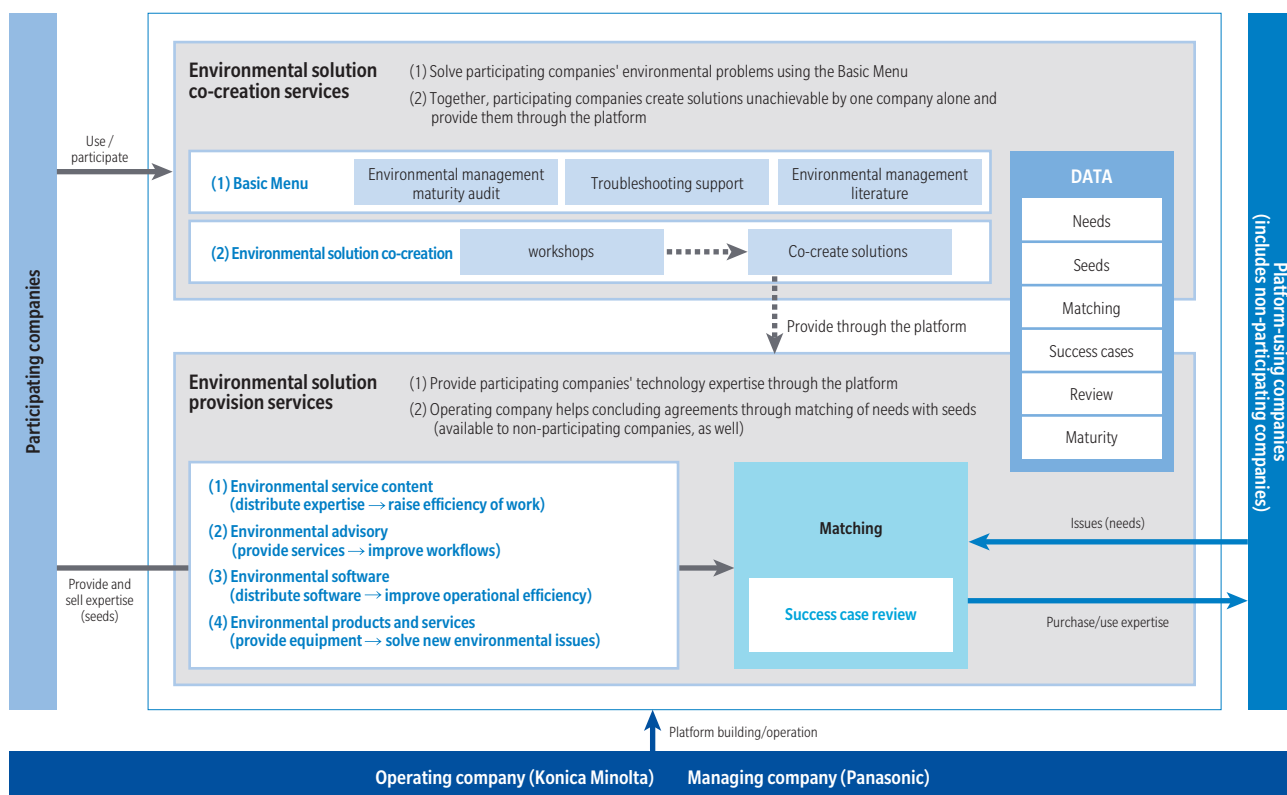 Participating companies
Use /
participate
Provide and
sell expertise
(seeds)
Environmental solution
co-creation services
(1) Solve participating companies' environmental problems using the Basic Menu
(2) Together, participating companies create solutions unachievable by one company alone and
provide them through the platform
(1) Basic Menu
Environmental management
maturity audit
Troubleshooting support
Environmental management
literature
(2) Environmental solution co-creation
workshops
Co-create solutions
Provide through the platform
DATA
Needs
Seeds
Matching
Success cases
Review
Maturity
Environmental solution
provision services
(1) Provide participating companies' technology expertise through the platform
(2) Operating company helps concluding agreements through matching of needs with seeds
(available to non-participating companies, as well)
(1) Environmental service content
(distribute expertise → raise efficiency of work)
(2) Environmental advisory
(provide services → improve workflows)
(3) Environmental software
(distribute software → improve operational efficiency)
(4) Environmental products and services
(provide equipment → solve new environmental issues)
Matching
Success case review
Issues (needs)
Purchase/use expertise
Platform-using companies
(includes non-participating companies)
Platform building/operation
Operating company (Konica Minolta) Managing company (Panasonic)